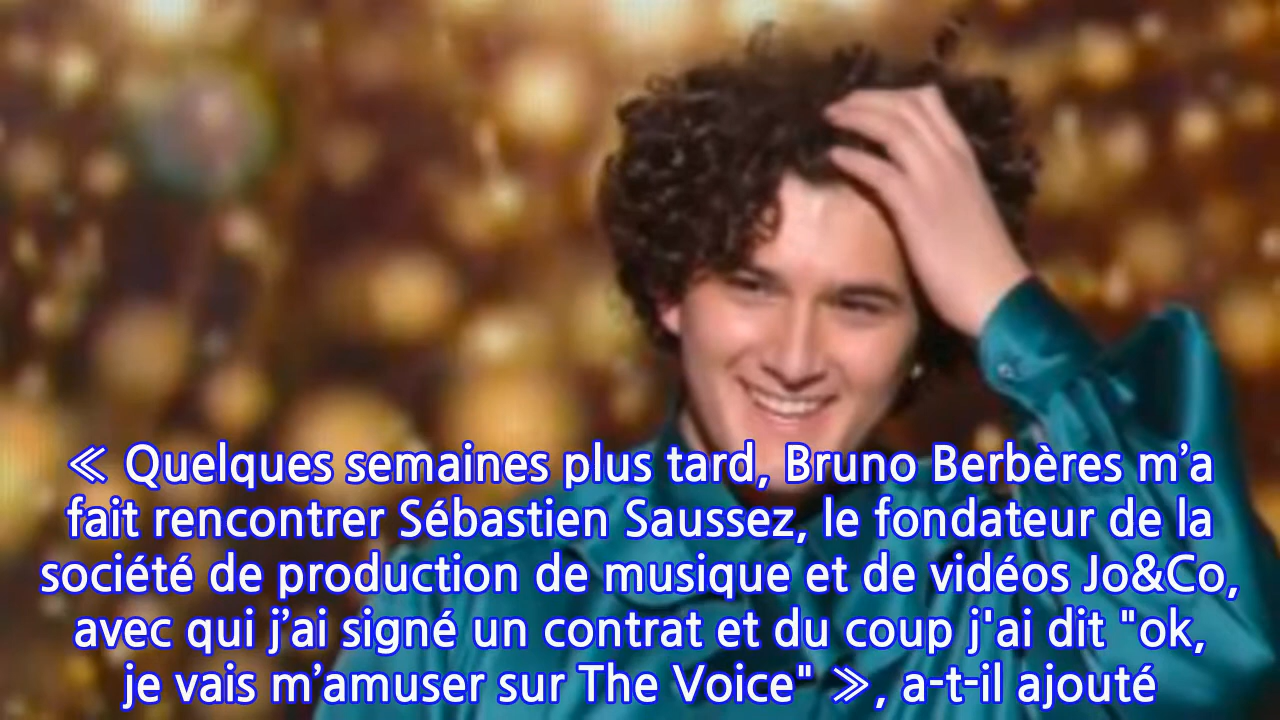 ≪ Quelques semaines plus tard, Bruno Berbères m’a
fait rencontrer Sébastien Saussez, le fondateur de la
société de production de musique et de vidéos Jo&Co,
avec qui j’ai signé un contrat et du coup j'ai dit "ok,
je vais m’amuser sur The Voice" ≫, a-t-il ajouté